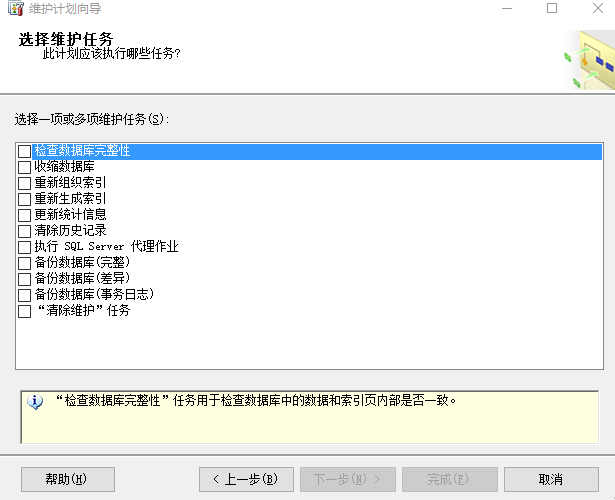 维护计划向导
选择维护任务
此计划应该执行哪些任务?
选择一项或多项维护任务(S):
检查数据库完整性
收缩数据库
重新组织索引
重新生成索引
更新统计信息
清除历史记录
执行 SQL Server 代理作业
备份数据库(完整)
备份数据库(差异)
备份数据库(事务日志)
“清除维护”任务
“检查数据库完整性”任务用于检查数据库中的数据和索引页内部是否一致。
帮助(H)
< 上一步(B)
下一步(N) >
完成(F)
取消